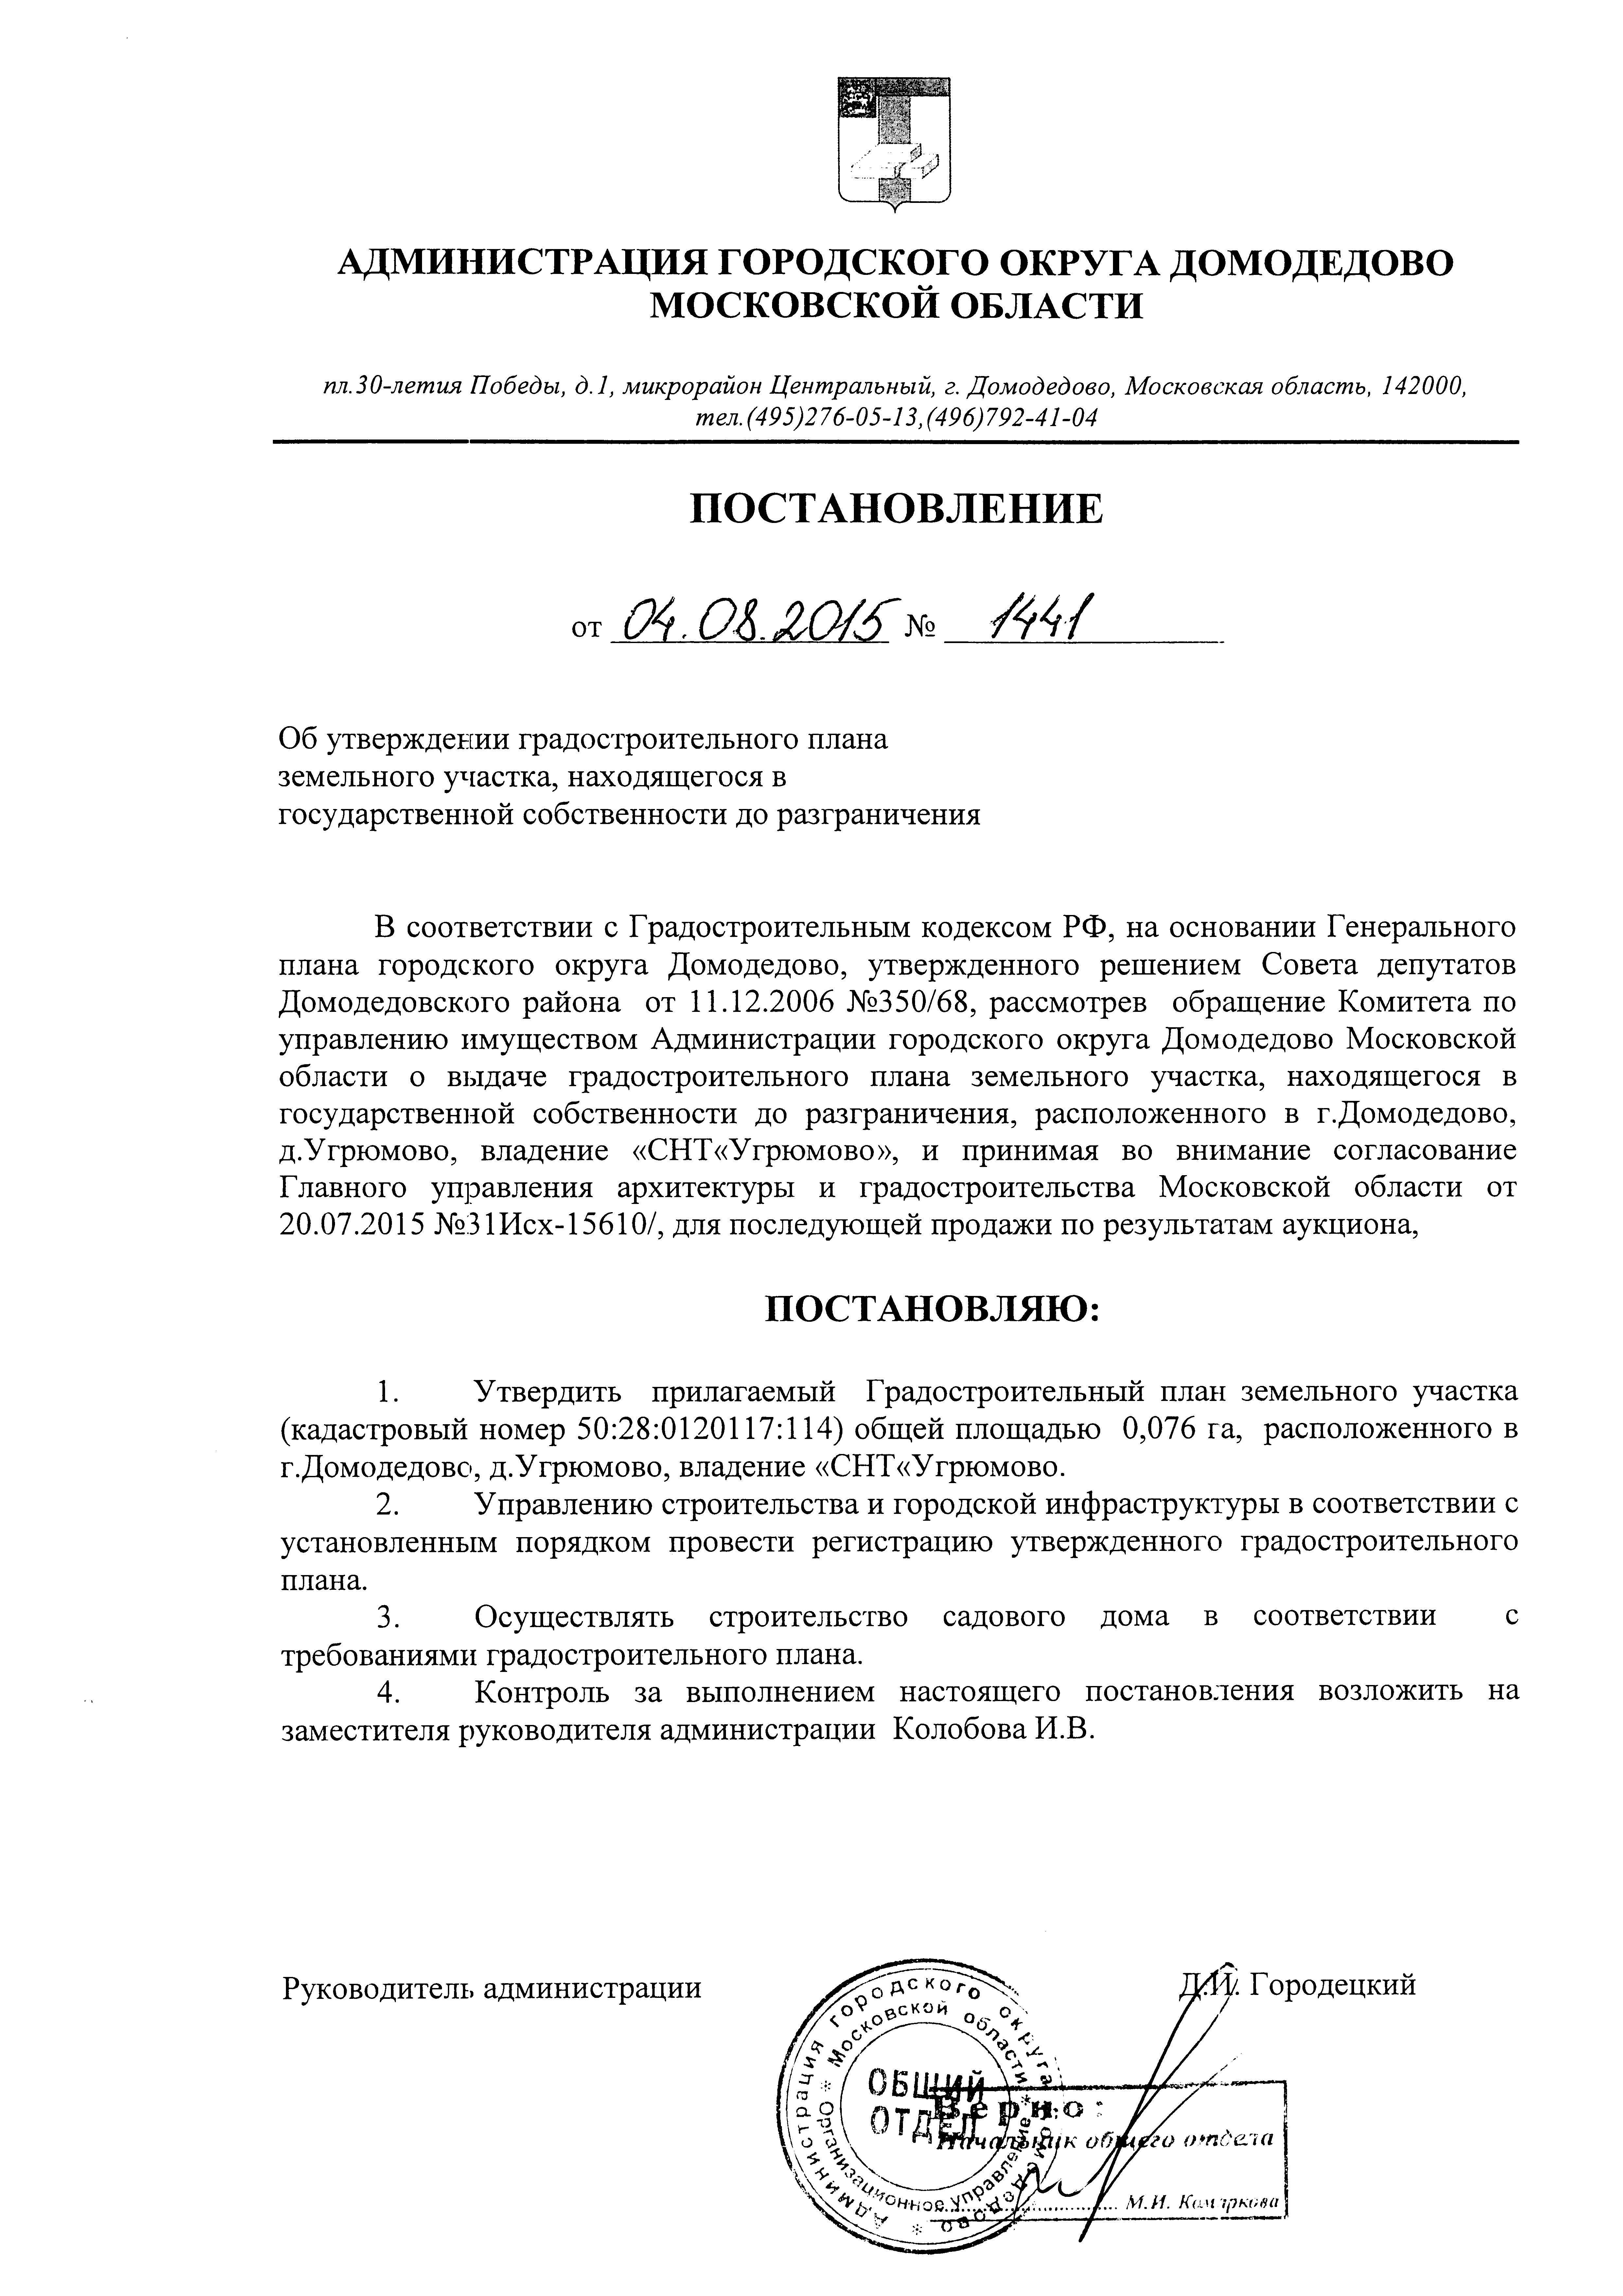 АДМИНИСТРАЦИЯ ГОРОДСКОГО ОКРУГА ДОМОДЕДОВО
МОСКОВСКОЙ ОБЛАСТИ
пл.30-летия Победы, д.1, микрорайон Центральный, г. Домодедово, Московская область, 142000,
тел.(495)276-05-13,(496)792-41-04
ПОСТАНОВЛЕНИЕ
от 04.08.2015 № 1441
Об утверждении градостроительного плана
земельного участка, находящегося в
государственной собственности до разграничения
В соответствии с Градостроительным кодексом РФ, на основании Генерального
плана городского округа Домодедово, утвержденного решением Совета депутатов
Домодедовского района от 11.12.2006 №350/68, рассмотрев обращение Комитета по
управлению имуществом Администрации городского округа Домодедово Московской
области о выдаче градостроительного плана земельного участка, находящегося в
государственной собственности до разграничения, расположенного в г.Домодедово,
д.Угрюмово, владение «СНТ«Угрюмово», и принимая во внимание согласование
Главного управления архитектуры и градостроительства Московской области от
20.07.2015 №31Исх-15610/, для последующей продажи по результатам аукциона,
ПОСТАНОВЛЯЮ:
1. Утвердить прилагаемый Градостроительный план земельного участка
(кадастровый номер 50:28:0120117:114) общей площадью 0,076 га, расположенного в
г.Домодедово, д.Угрюмово, владение «СНТ«Угрюмово.
2. Управлению строительства и городской инфраструктуры в соответствии с
установленным порядком провести регистрацию утвержденного градостроительного
плана.
3. Осуществлять строительство садового дома в соответствии с
требованиями градостроительного плана.
4. Контроль за выполнением настоящего постановления возложить на
заместителя руководителя администрации Колобова И.В.
Руководитель администрации Д.И. Городецкий
Администрация городского округа Домодедово *
Организационное управление * Московской области *
ОБЩИЙ
ОТДЕЛ
Верно:
Начальник общего отдела
М.И.